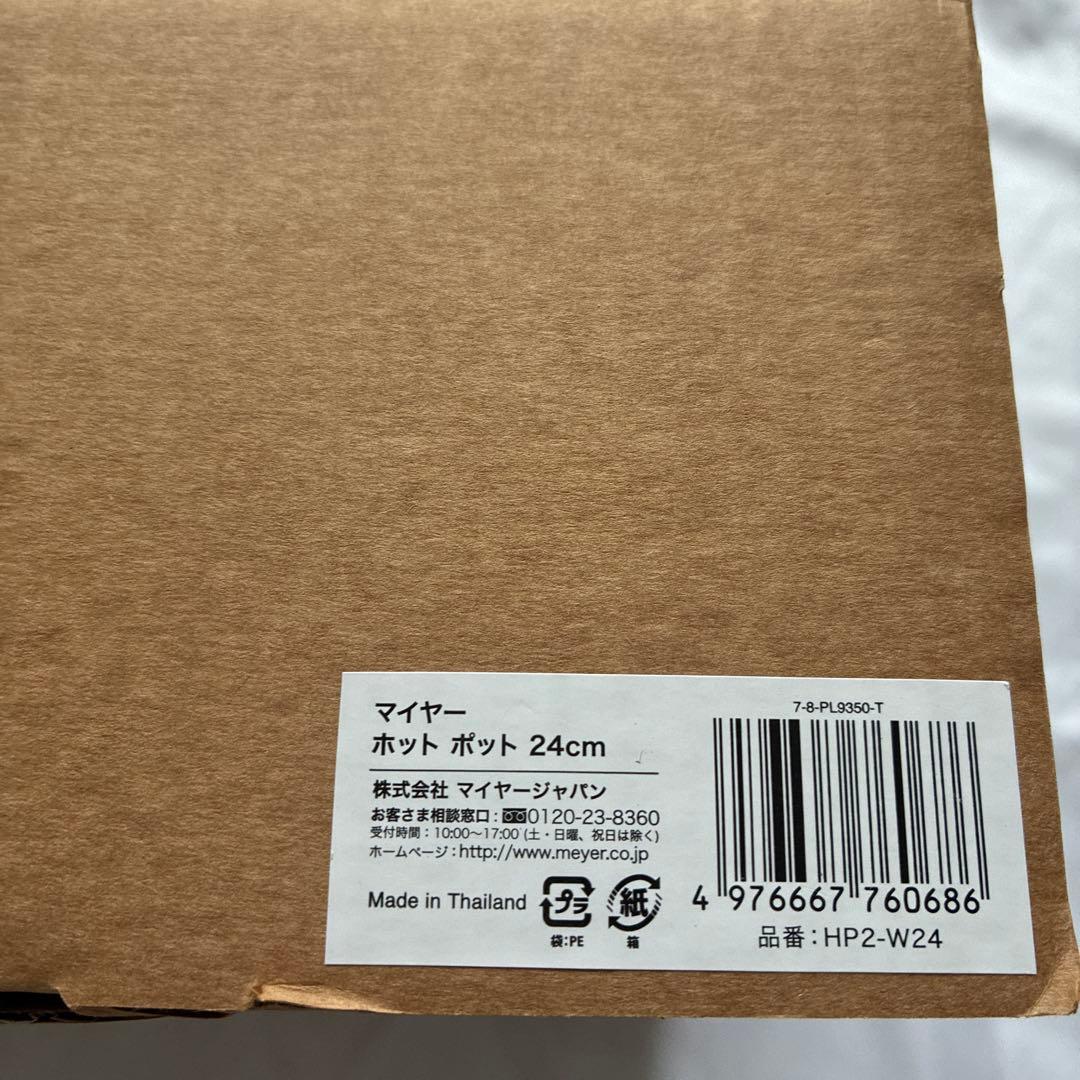 マイヤー
ホット ポット 24cm
株式会社 マイヤージャパン
お客さま相談窓口:0120-23-8360
受付時間:10:00～17:00 (土・日曜、祝日は除く)
ホームページ:http://www.meyer.co.jp
Made in Thailand
プラ
袋:PE
紙
箱
7-8-PL9350-T
4 976667 760686
品番:HP2-W24